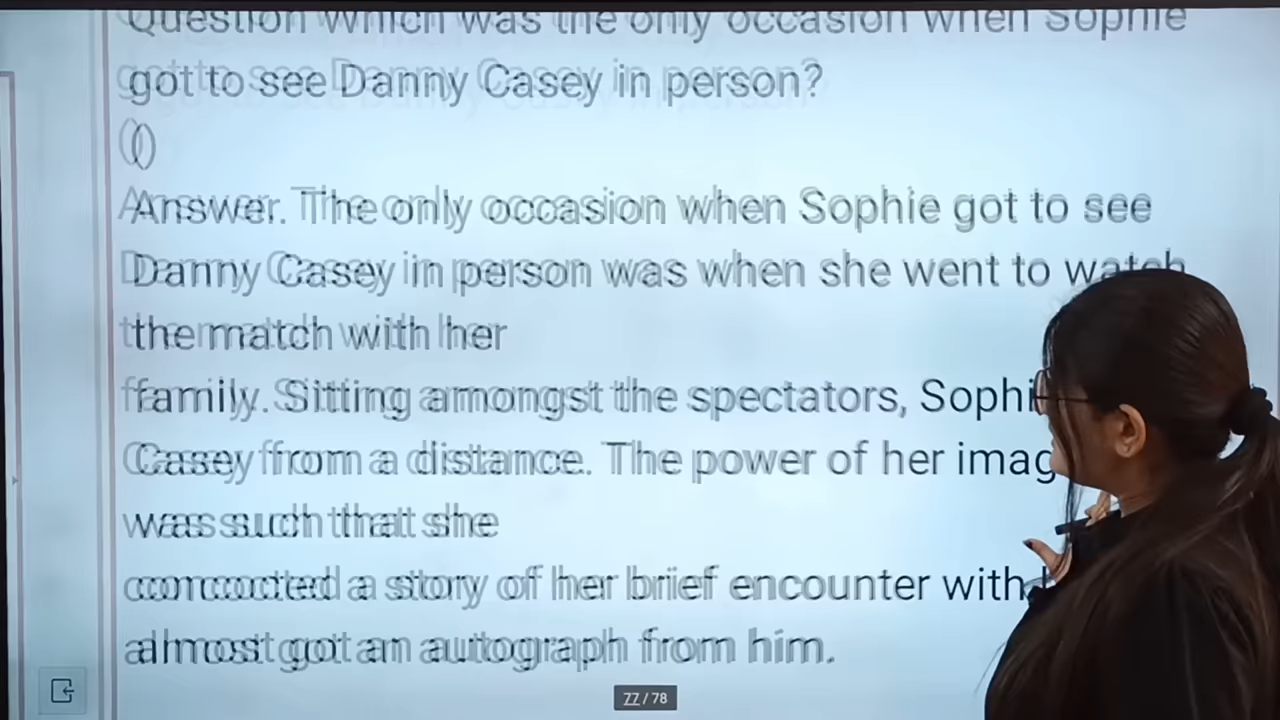 Question Which was the only occasion when Sophie
got to see Danny Casey in person?
()
Answer. The only occasion when Sophie got to see
Danny Casey in person was when she went to watch
the match with her
family. Sitting amongst the spectators,
Casey from a distance. The power of her
was such that she
concocted a story of her brief encounter with
almost got an autograph from him.
77 / 78